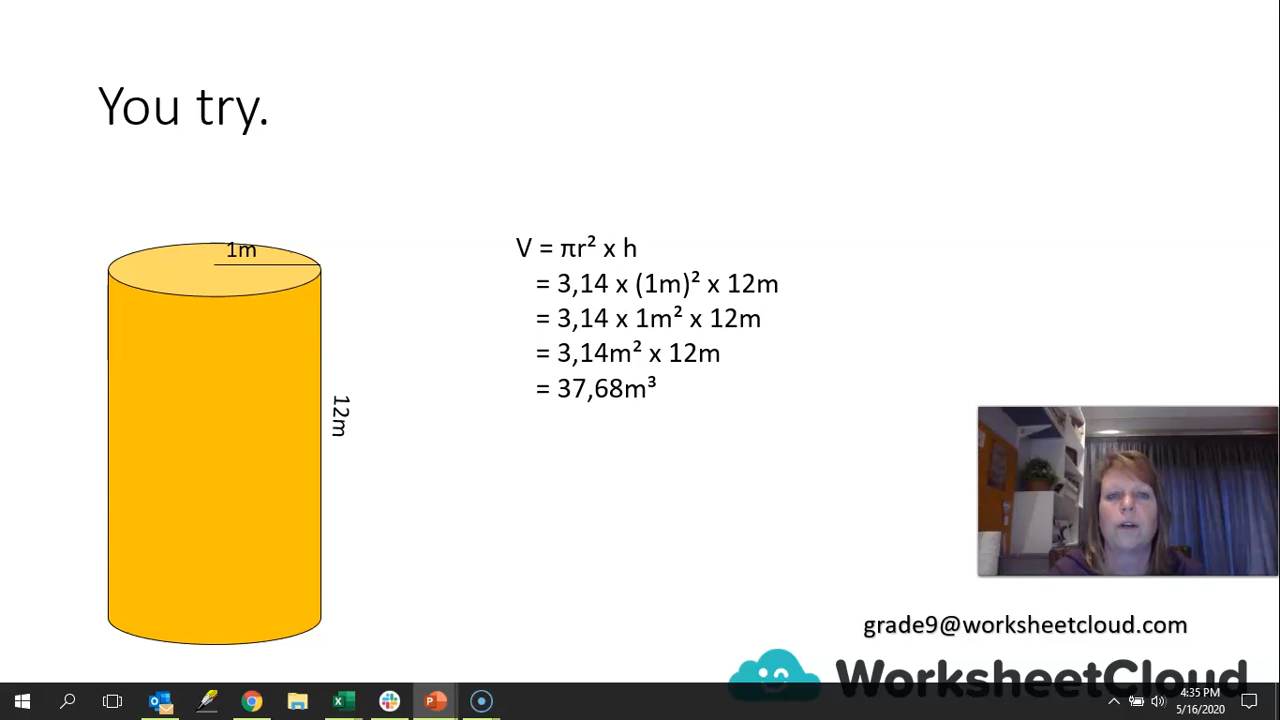 You try.
1m
12m
V = πr² x h
= 3,14 x (1m)² x 12m
= 3,14 x 1m² x 12m
= 3,14m² x 12m
= 37,68m³
grade9@worksheetcloud.com
WorksheetCloud
4:35 PM
5/16/2020